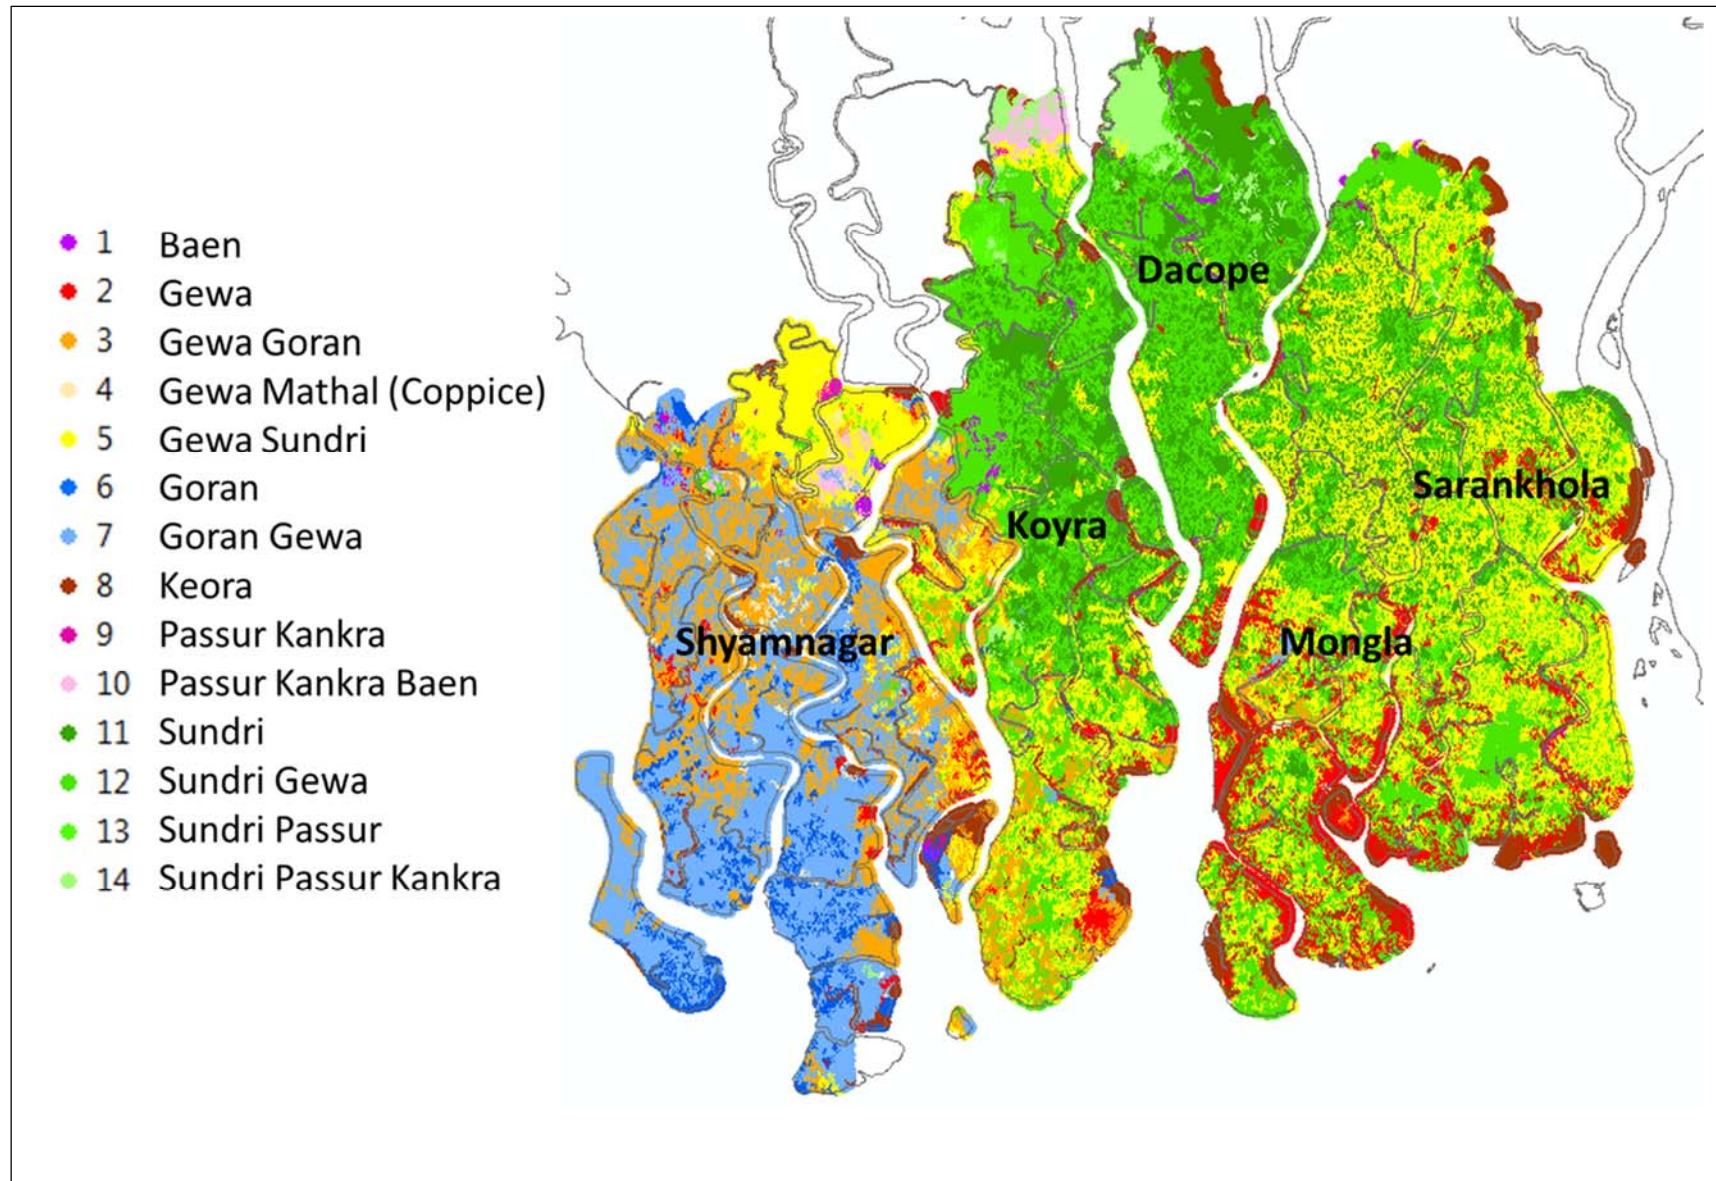 1 Baen
2 Gewa
3 Gewa Goran
4 Gewa Mathal (Coppice)
5 Gewa Sundri
6 Goran
7 Goran Gewa
8 Keora
9 Passur Kankra
10 Passur Kankra Baen
11 Sundri
12 Sundri Gewa
13 Sundri Passur
14 Sundri Passur Kankra
Dacope
Sarankhola
Koyra
Shyamnagar
Mongla